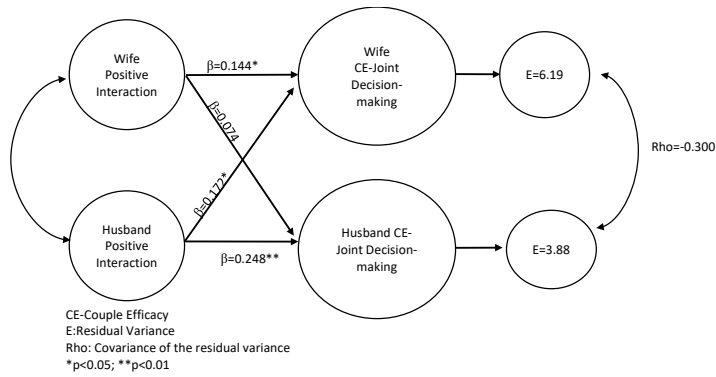 Wife
Positive
Interaction
β=0.144*
Wife
CE-Joint
Decision-
making
E=6.19
β=0.074
Rho=-0.300
β=0.172*
Husband
Positive
Interaction
β=0.248**
Husband CE-
Joint Decision-
making
E=3.88
CE-Couple Efficacy
E:Residual Variance
Rho: Covariance of the residual variance
*p<0.05; **p<0.01